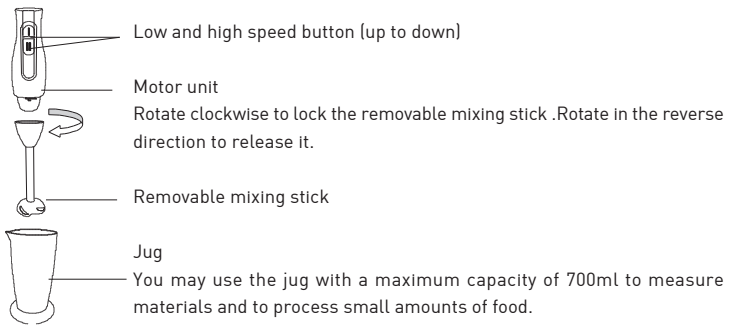 Low and high speed button (up to down)
Motor unit
Rotate clockwise to lock the removable mixing stick .Rotate in the reverse
direction to release it.
Removable mixing stick
Jug
You may use the jug with a maximum capacity of 700ml to measure
materials and to process small amounts of food.